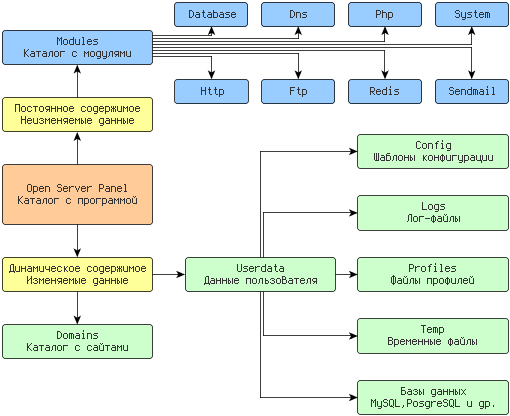 Database
Dns
Php
System
Modules
Каталог с модулями
Http
Ftp
Redis
Sendmail
Постоянное содержимое
Неизменяемые данные
Config
Шаблоны конфигурации
Open Server Panel
Каталог с программой
Logs
Лог-файлы
Динамическое содержимое
Изменяемые данные
Userdata
Данные пользователя
Profiles
Файлы профилей
Domains
Каталог с сайтами
Temp
Временные файлы
Базы данных
MySQL,PosgreSQL и др.